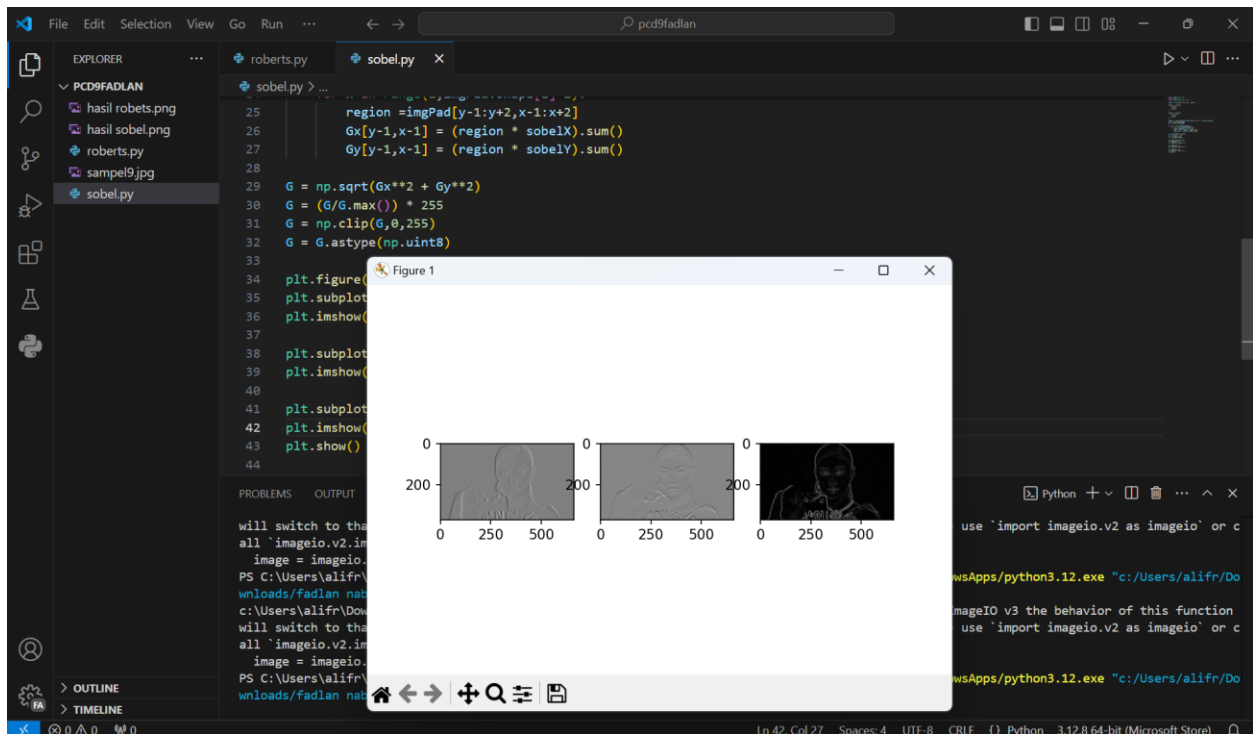 File Edit Selection View Go Run ··· pcd9fadlan
EXPLORER ···
PCD9FADLAN
hasil robets.png
hasil sobel.png
roberts.py
sampel9.jpg
sobel.py
OUTLINE
TIMELINE
roberts.py sobel.py
sobel.py > ...
25 region =imgPad[y-1:y+2,x-1:x+2]
26 Gx[y-1,x-1] = (region * sobelX).sum()
27 Gy[y-1,x-1] = (region * sobelY).sum()
28
29 G = np.sqrt(Gx**2 + Gy**2)
30 G = (G/G.max()) * 255
31 G = np.clip(G,0,255)
32 G = G.astype(np.uint8)
33
34 plt.figure(
35 plt.subplot
36 plt.imshow(
37
38 plt.subplot
39 plt.imshow(
40
41 plt.subplot
42 plt.imshow(
43 plt.show()
44
Figure 1
0 0 0
200 200 200
0 250 500 0 250 500 0 250 500
PROBLEMS OUTPUT Python
will switch to tha use `import imageio.v2 as imageio` or c
all `imageio.v2.im
image = imageio.
PS C:\Users\alifr\ wsApps/python3.12.exe "c:/Users/alifr/Do
wnloads/fadlan nab
c:\Users\alifr\Dow mageIO v3 the behavior of this function
will switch to tha use `import imageio.v2 as imageio` or c
all `imageio.v2.im
image = imageio.
PS C:\Users\alifr\ wsApps/python3.12.exe "c:/Users/alifr/Do
wnloads/fadlan nab
FA
0 0 0 Ln 42, Col 27 Spaces: 4 UTF-8 CRLF {} Python 3.12.8 64-bit (Microsoft Store)